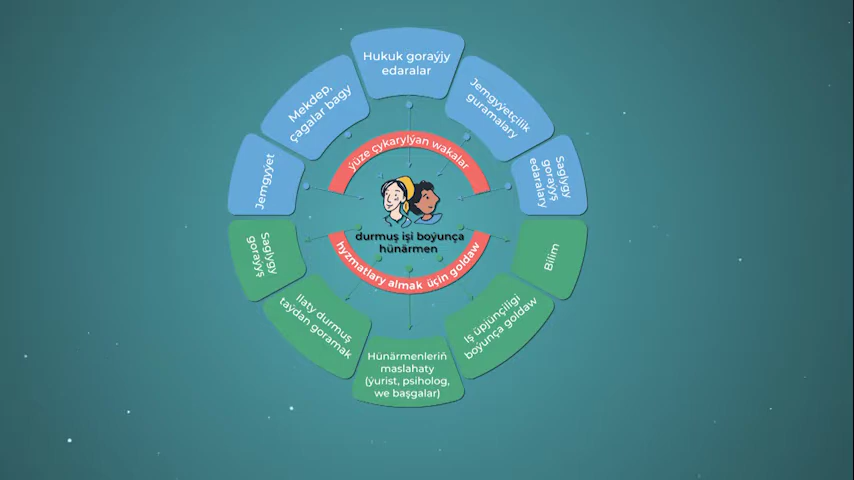 Hukuk goraýjy
edaralar
Mekdep,
çagalar bagy
Jemgyýetçilik
guramalary
Jemgyýet
Saglygy
goraýyş
edaralary
ýüze çykarylýan wakalar
durmuş işi boýunça
hünärmen
hyzmatlary almak üçin goldaw
Saglygy
goraýyş
Bilim
Ilaty durmuş
taýdan goramak
Iş üpjünçiligi
boýunça goldaw
Hünärmenleriň
maslahaty
(ýurist, psiholog,
we başgalar)